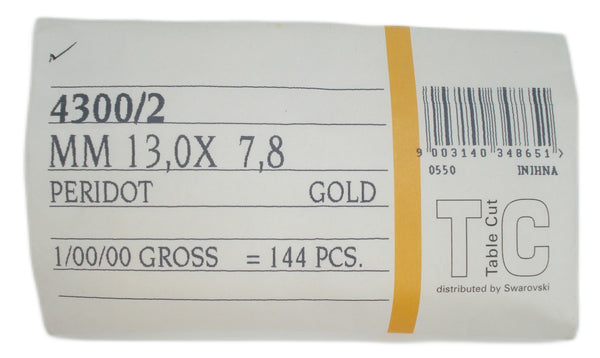 4300/2
MM 13,0X 7,8
PERIDOT GOLD
1/00/00 GROSS = 144 PCS.
9 003140 348651 >
0550 INIHNA
TC
Table Cut
distributed by Swarovski